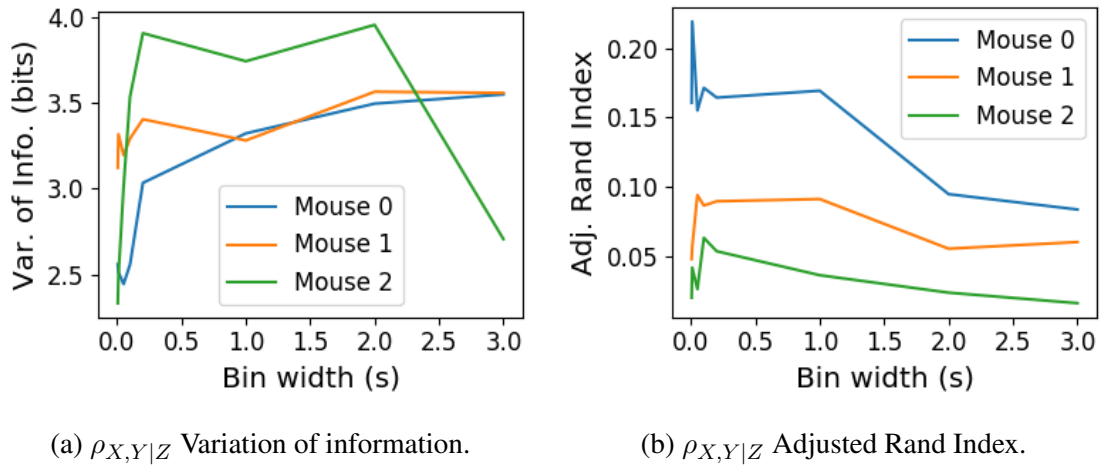 4.0
3.5
3.0
2.5
Var. of Info. (bits)
Mouse 0
Mouse 1
Mouse 2
0.0 0.5 1.0 1.5 2.0 2.5 3.0
Bin width (s)
0.20
0.15
0.10
0.05
Adj. Rand Index
Mouse 0
Mouse 1
Mouse 2
0.0 0.5 1.0 1.5 2.0 2.5 3.0
Bin width (s)
(a) ρ_{X,Y|Z} Variation of information.
(b) ρ_{X,Y|Z} Adjusted Rand Index.